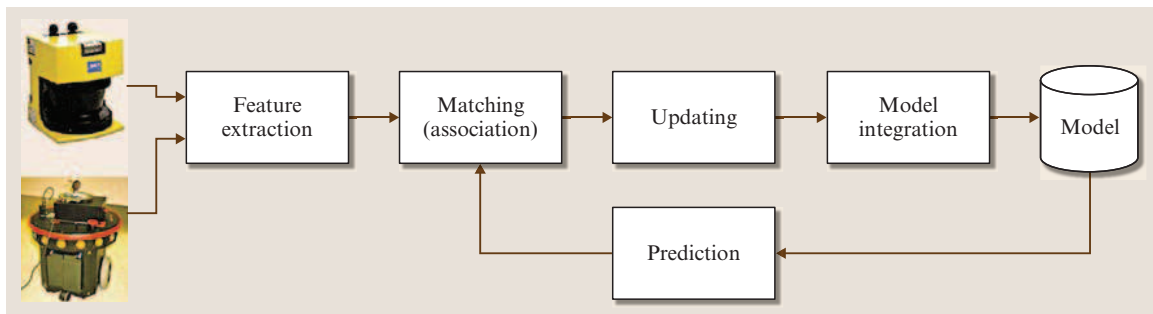 Feature
extraction
Matching
(association)
Updating
Model
integration
Model
Prediction